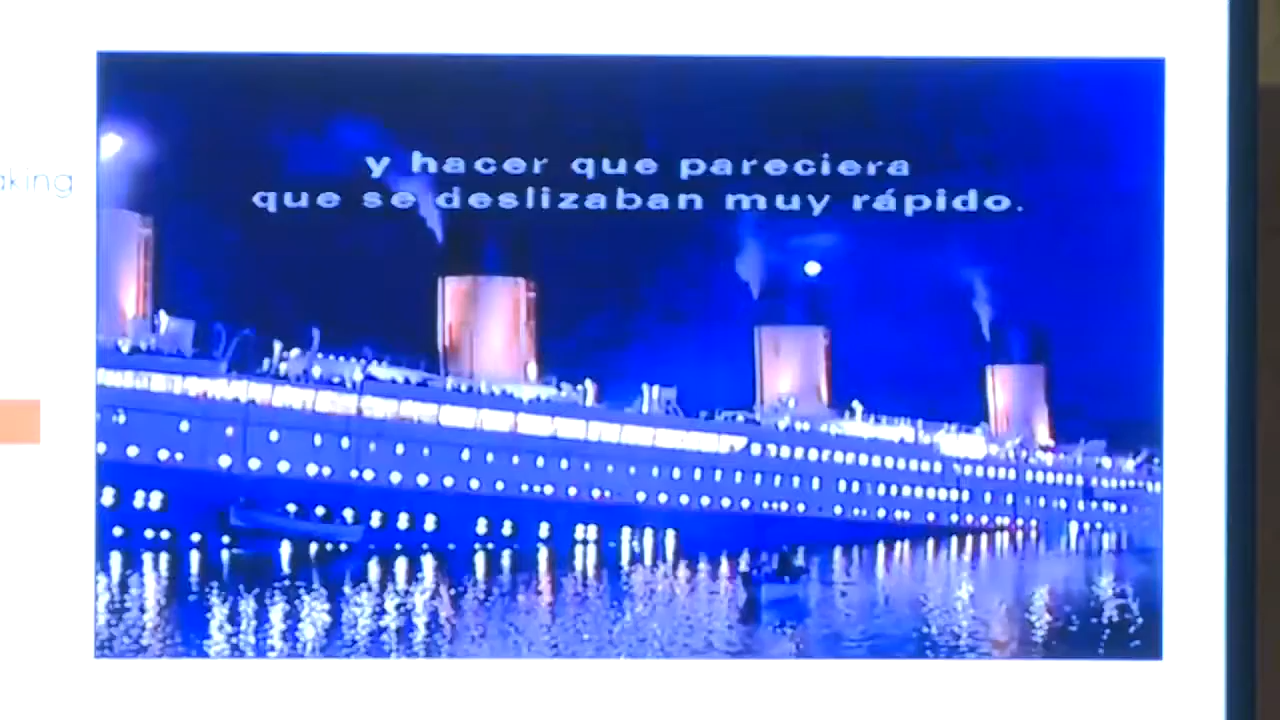 y hacer que pareciera
que se deslizaban muy rápido.